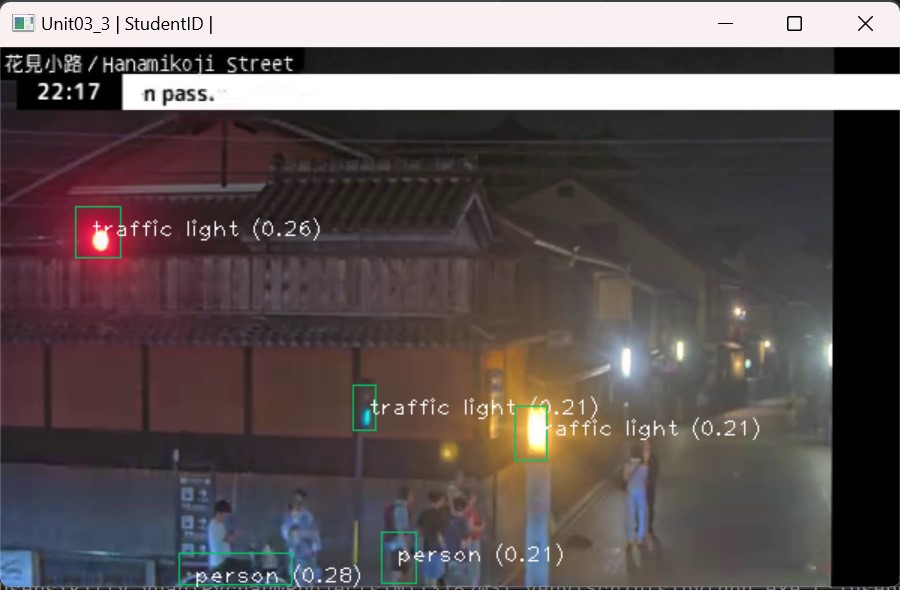 Unit03_3 | StudentID |
花見小路 / Hanamikoji Street
22:17
n pass.
traffic light (0.26)
traffic light (0.21)
raffic light (0.21)
person (0.21)
person (0.28)